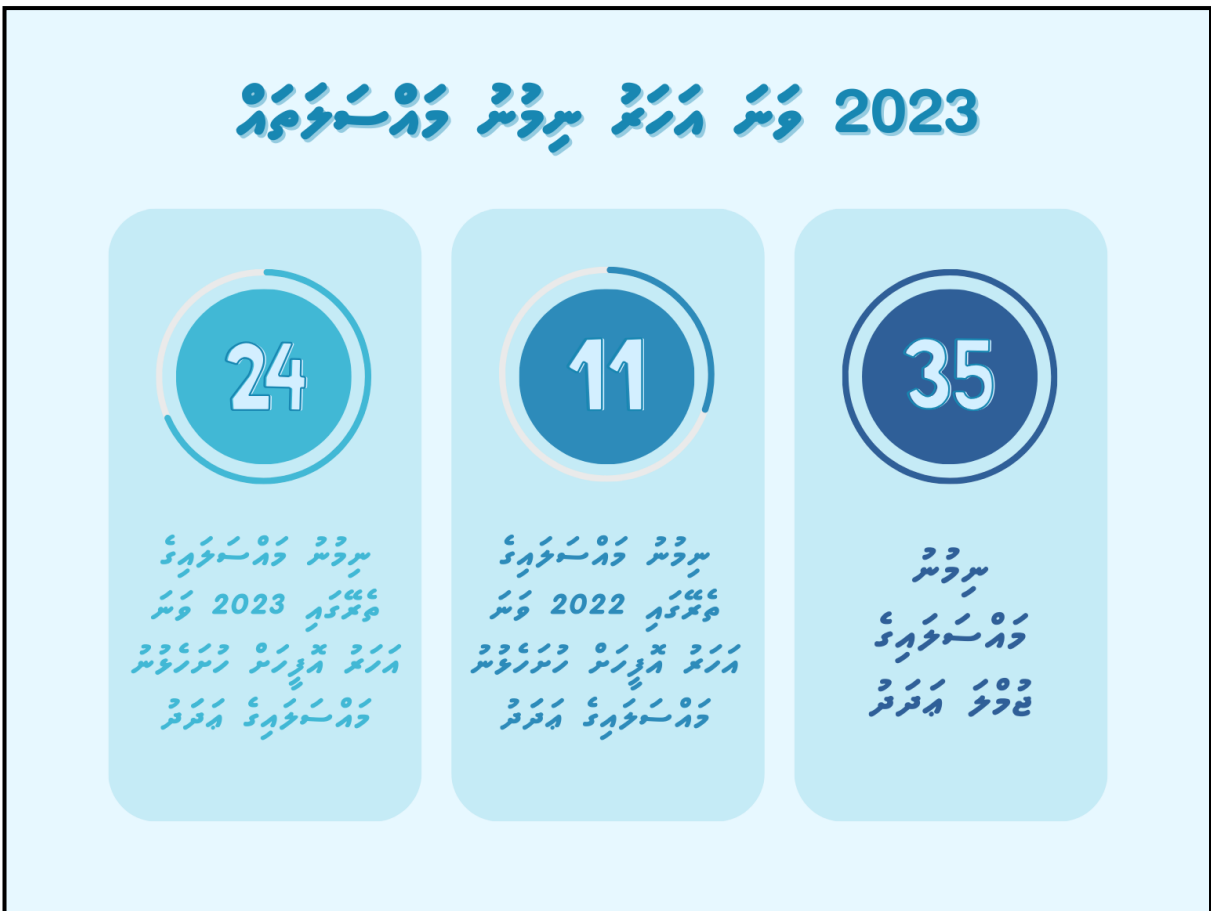 2023 ވަނަ އަހަރު ނިމުނު މައްސަލަތައް
35
ނިމުނު
މައްސަލައިގެ
ޖުމްލަ ޢަދަދު
11
ނިމުނު މައްސަލައިގެ
ތެރޭގައި 2022 ވަނަ
އަހަރު އޮފީހަށް ހުށަހެޅުނު
މައްސަލައިގެ ޢަދަދު
24
ނިމުނު މައްސަލައިގެ
ތެރޭގައި 2023 ވަނަ
އަހަރު އޮފީހަށް ހުށަހެޅުނު
މައްސަލައިގެ ޢަދަދު